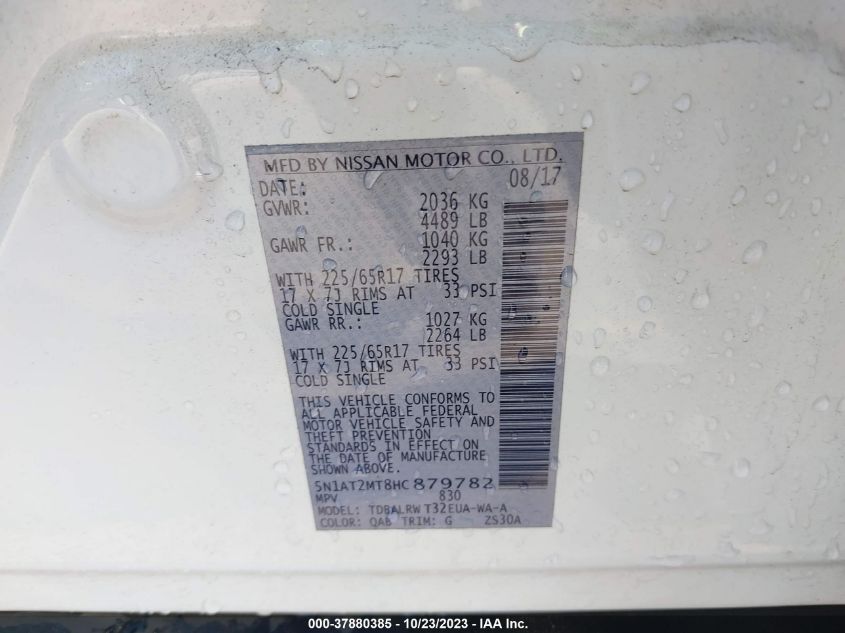 MFD BY NISSAN MOTOR CO., LTD.
DATE: 08/17
GVWR: 2036 KG
4489 LB
GAWR FR.: 1040 KG
2293 LB
WITH 225/65R17 TIRES
17 X 7J RIMS AT 33 PSI
COLD SINGLE
GAWR RR.: 1027 KG
2264 LB
WITH 225/65R17 TIRES
17 X 7J RIMS AT 33 PSI
COLD SINGLE
THIS VEHICLE CONFORMS TO
ALL APPLICABLE FEDERAL
MOTOR VEHICLE SAFETY AND
THEFT PREVENTION
STANDARDS IN EFFECT ON
THE DATE OF MANUFACTURE
SHOWN ABOVE.
5N1AT2MT8HC879782
MPV 830
MODEL: TDBALRW T32EUA-WA-A
COLOR: QAB TRIM: G ZS30A
000-37880385 - 10/23/2023 - IAA Inc.